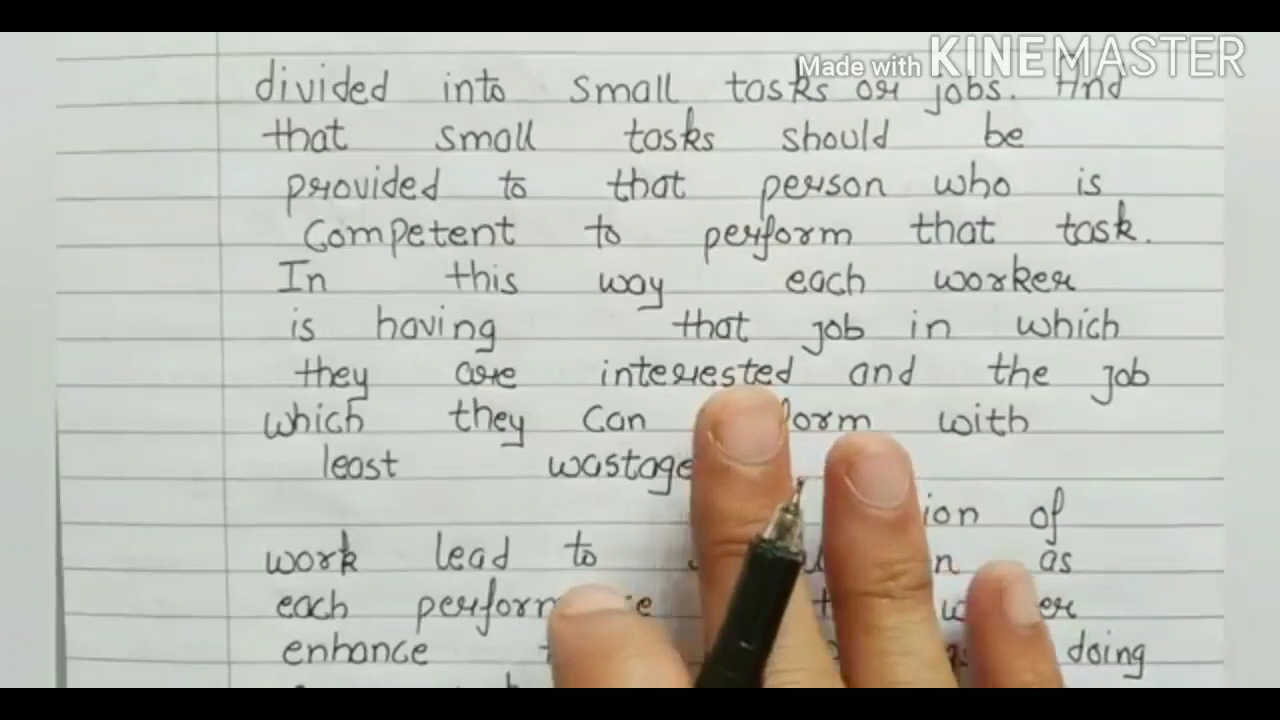 Made with KINEMASTER
divided into small tasks or jobs. And
that small tasks should be
provided to that person who is
Competent to perform that task.
In this way each worker
is having that job in which
they are interested and the job
which they can with
least wastage
of
work lead to as
each
enhance doing